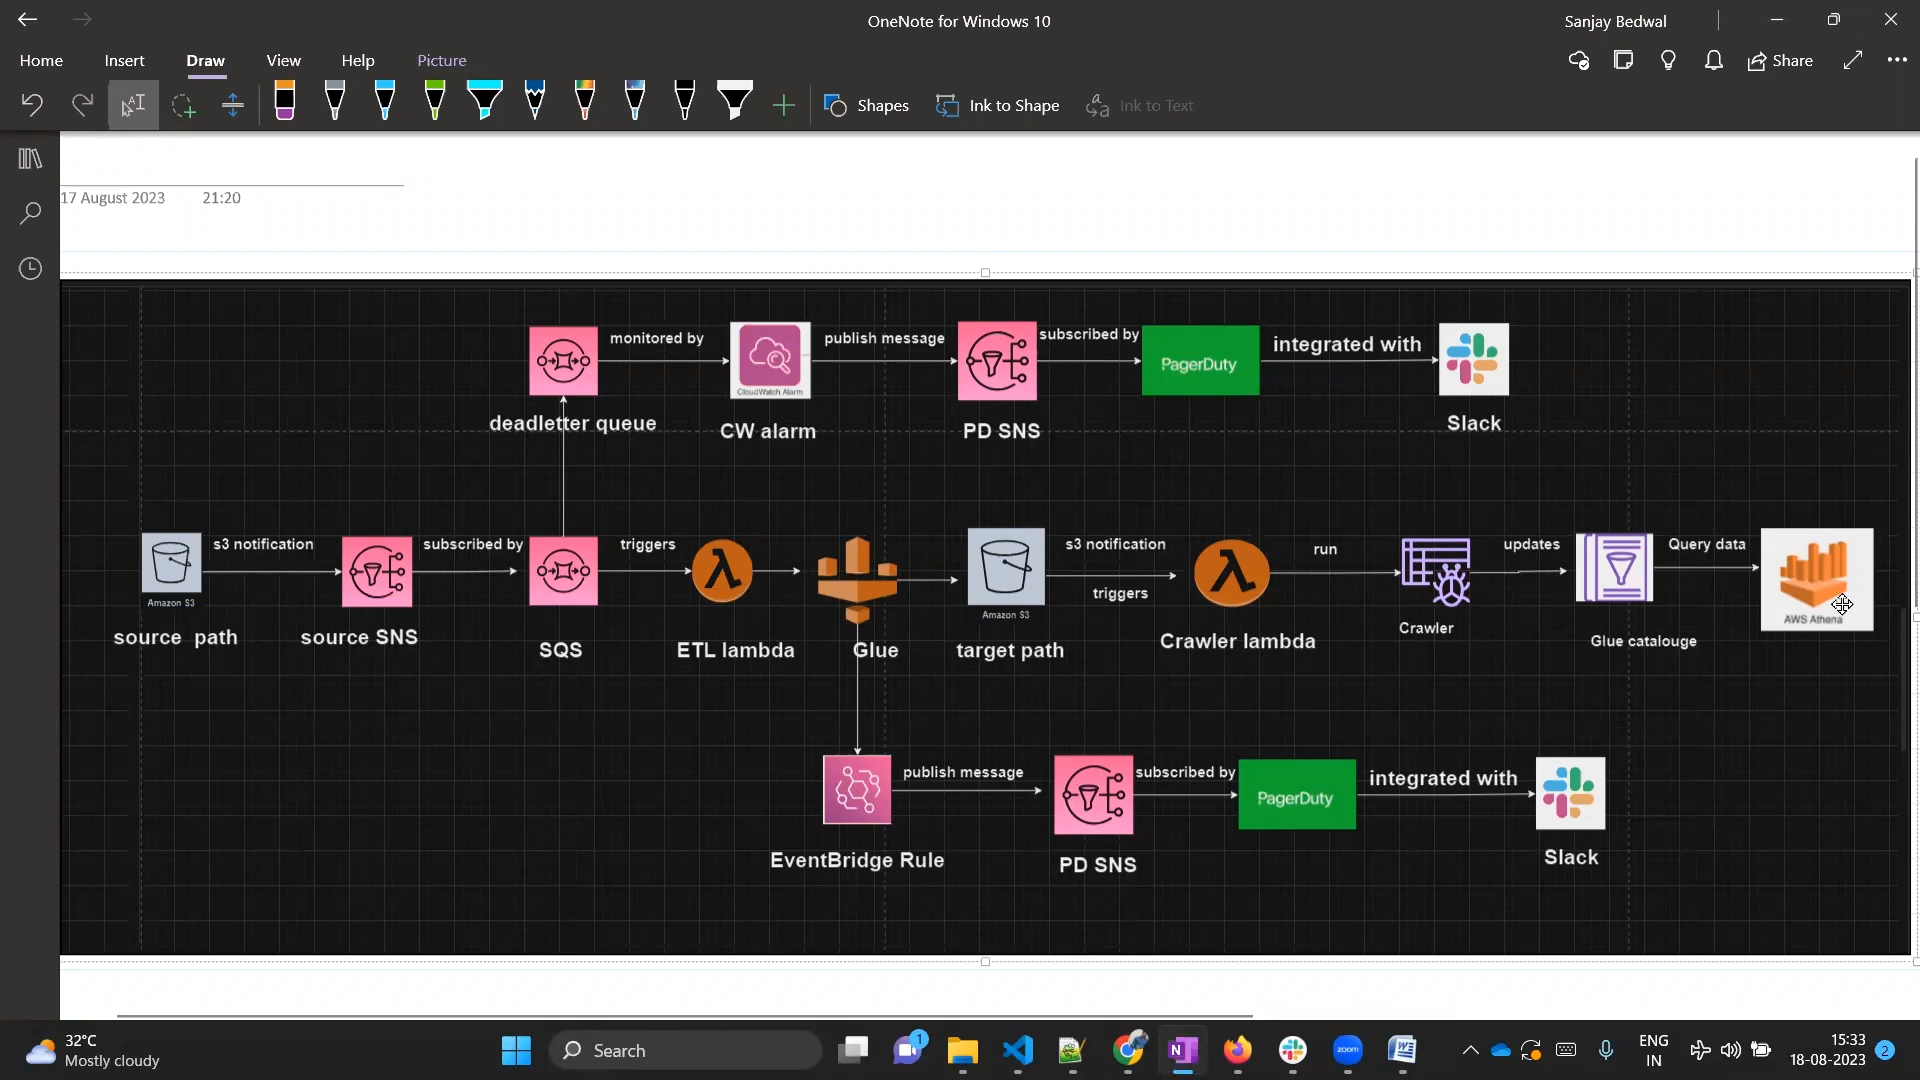 OneNote for Windows 10
Sanjay Bedwal
Home Insert Draw View Help Picture
Share
Shapes Ink to Shape Ink to Text
17 August 2023 21:20
monitored by publish message subscribed by integrated with
CloudWatch Alarm
PagerDuty
deadletter queue CW alarm PD SNS Slack
s3 notification subscribed by triggers s3 notification run updates Query data
triggers
Amazon S3 Amazon S3 AWS Athena
source path source SNS SQS ETL lambda Glue target path Crawler lambda Crawler Glue catalouge
publish message subscribed by integrated with
PagerDuty
EventBridge Rule PD SNS Slack
32°C
Mostly cloudy
Search
1
N
zoom
W
ENG
IN
15:33
18-08-2023
2